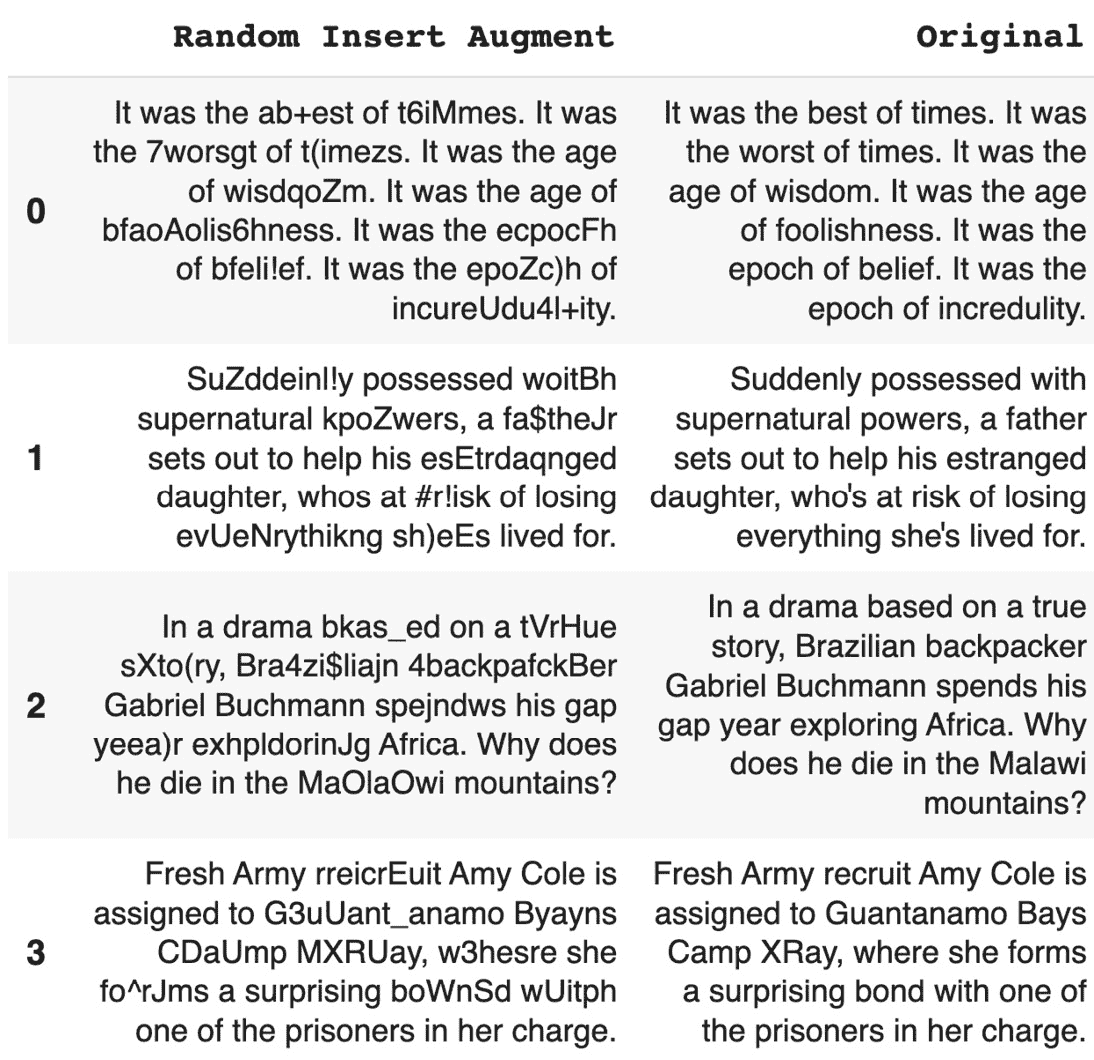 Random Insert Augment Original
0
It was the ab+est of t6iMmes. It was
the 7worsgt of t(imezs. It was the age
of wisdqoZm. It was the age of
bfaoAolis6hness. It was the ecpocFh
of bfeli!ef. It was the epoZc)h of
incureUdu4l+ity.
It was the best of times. It was
the worst of times. It was the
age of wisdom. It was the age
of foolishness. It was the
epoch of belief. It was the
epoch of incredulity.
1
SuZddeinl!y possessed woitBh
supernatural kpoZwers, a fa$theJr
sets out to help his esEtrdaqnged
daughter, whos at #r!isk of losing
evUeNrythikng sh)eEs lived for.
Suddenly possessed with
supernatural powers, a father
sets out to help his estranged
daughter, who's at risk of losing
everything she's lived for.
2
In a drama bkas_ed on a tVrHue
sXto(ry, Bra4zi$liajn 4backpafckBer
Gabriel Buchmann spejndws his gap
yeea)r exhpldorinJg Africa. Why does
he die in the MaOlaOwi mountains?
In a drama based on a true
story, Brazilian backpacker
Gabriel Buchmann spends his
gap year exploring Africa. Why
does he die in the Malawi
mountains?
3
Fresh Army rreicrEuit Amy Cole is
assigned to G3uUant_anamo Byayns
CDaUmp MXRUay, w3hesre she
fo^rJms a surprising boWnSd wUitph
one of the prisoners in her charge.
Fresh Army recruit Amy Cole is
assigned to Guantanamo Bays
Camp XRay, where she forms
a surprising bond with one of
the prisoners in her charge.